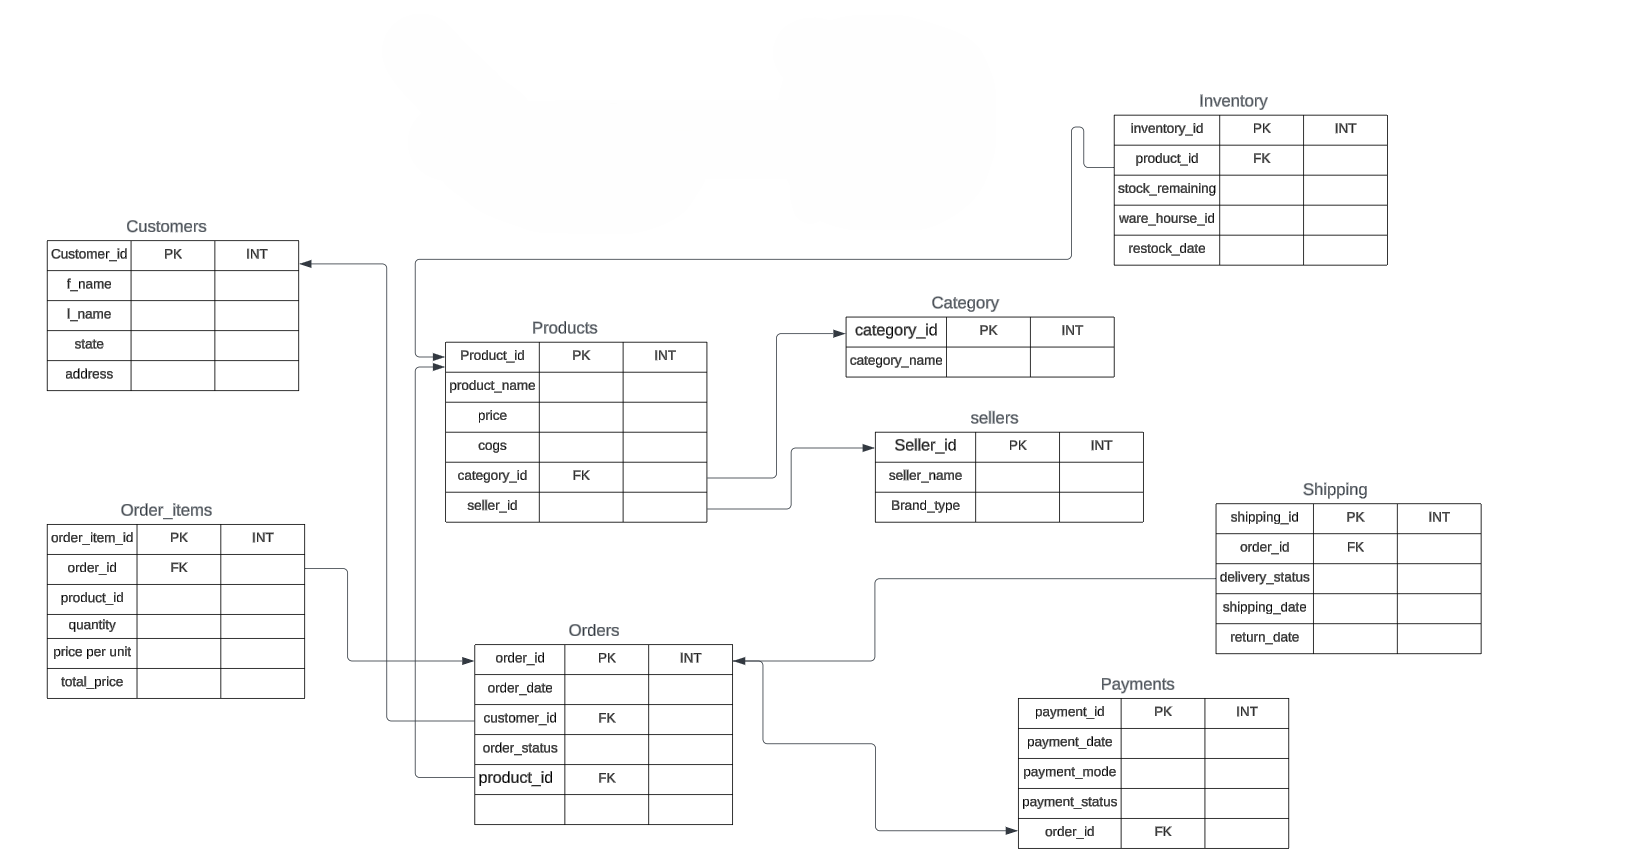 Inventory
inventory_id PK INT
product_id FK
stock_remaining
ware_hourse_id
restock_date
Customers
Customer_id PK INT
f_name
l_name
state
address
Category
category_id PK INT
category_name
Products
Product_id PK INT
product_name
price
cogs
category_id FK
seller_id
sellers
Seller_id PK INT
seller_name
Brand_type
Shipping
shipping_id PK INT
order_id FK
delivery_status
shipping_date
return_date
Order_items
order_item_id PK INT
order_id FK
product_id
quantity
price per unit
total_price
Orders
order_id PK INT
order_date
customer_id FK
order_status
product_id FK
Payments
payment_id PK INT
payment_date
payment_mode
payment_status
order_id FK